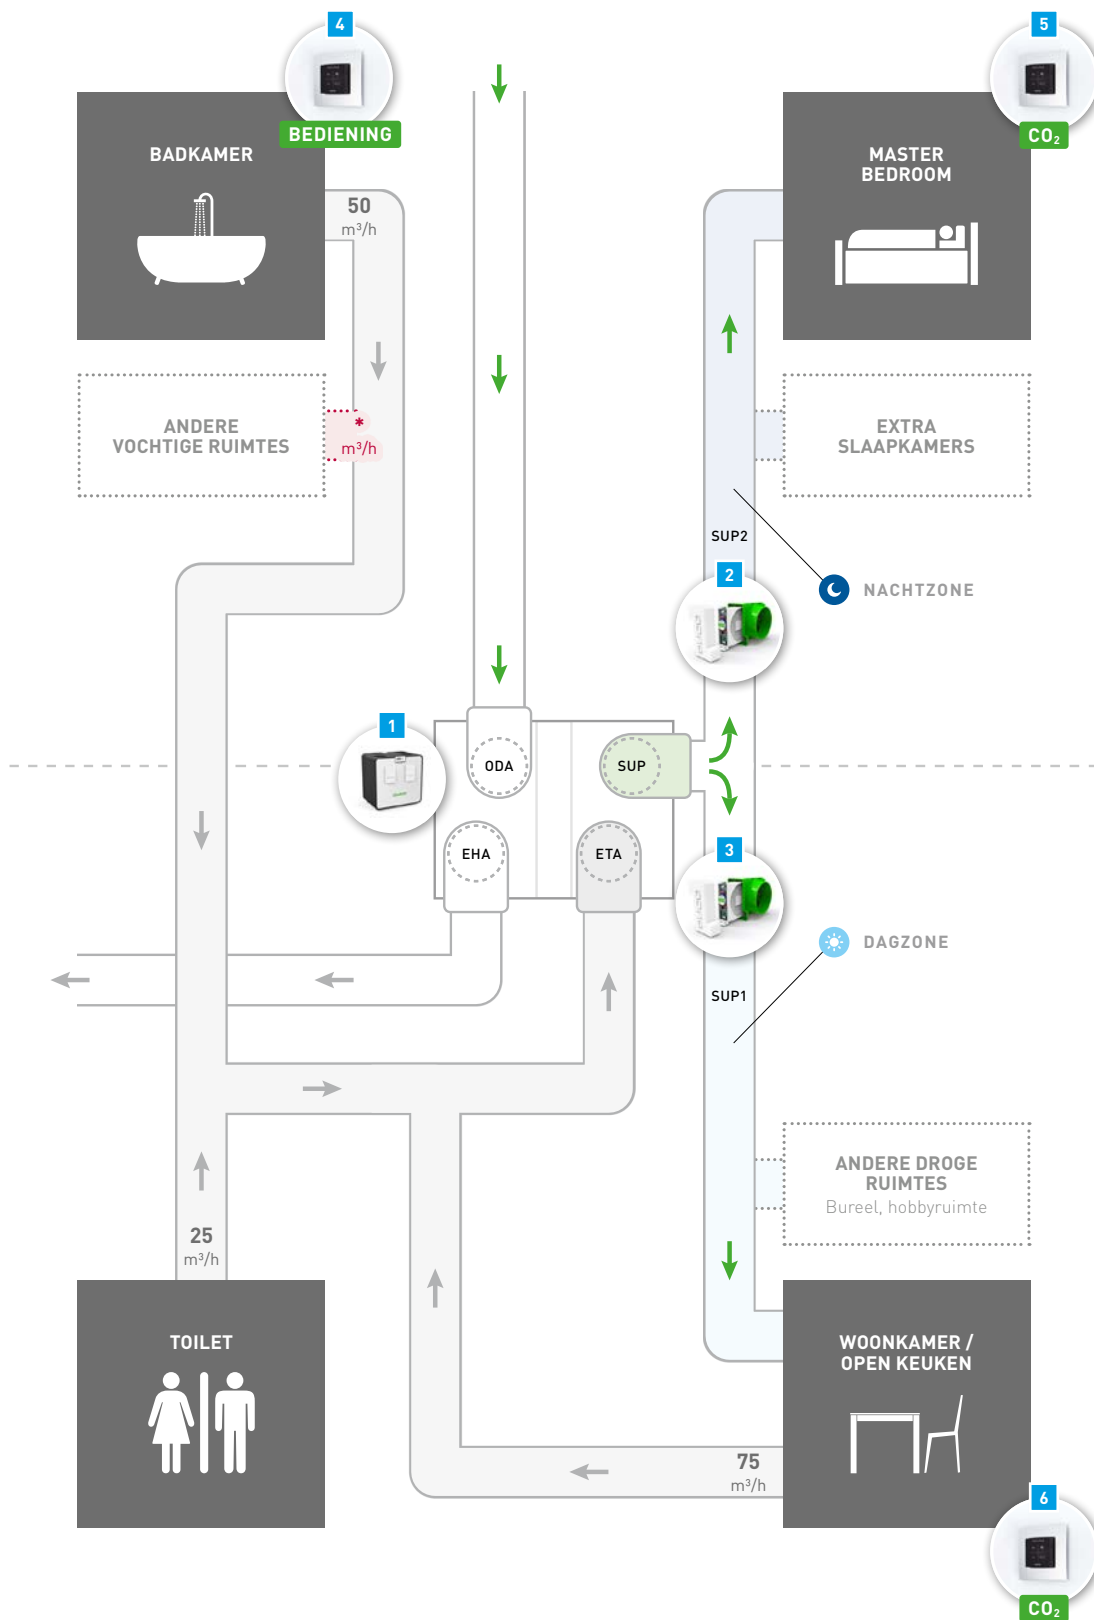 4
5
BEDIENING
CO₂
BADKAMER
MASTER
BEDROOM
50
m³/h
ANDERE
VOCHTIGE RUIMTES
*
m³/h
EXTRA
SLAAPKAMERS
SUP2
2
NACHTZONE
1
ODA
SUP
EHA
ETA
3
DAGZONE
SUP1
ANDERE DROGE
RUIMTES
Bureel, hobbyruimte
25
m³/h
TOILET
WOONKAMER /
OPEN KEUKEN
75
m³/h
6
CO₂